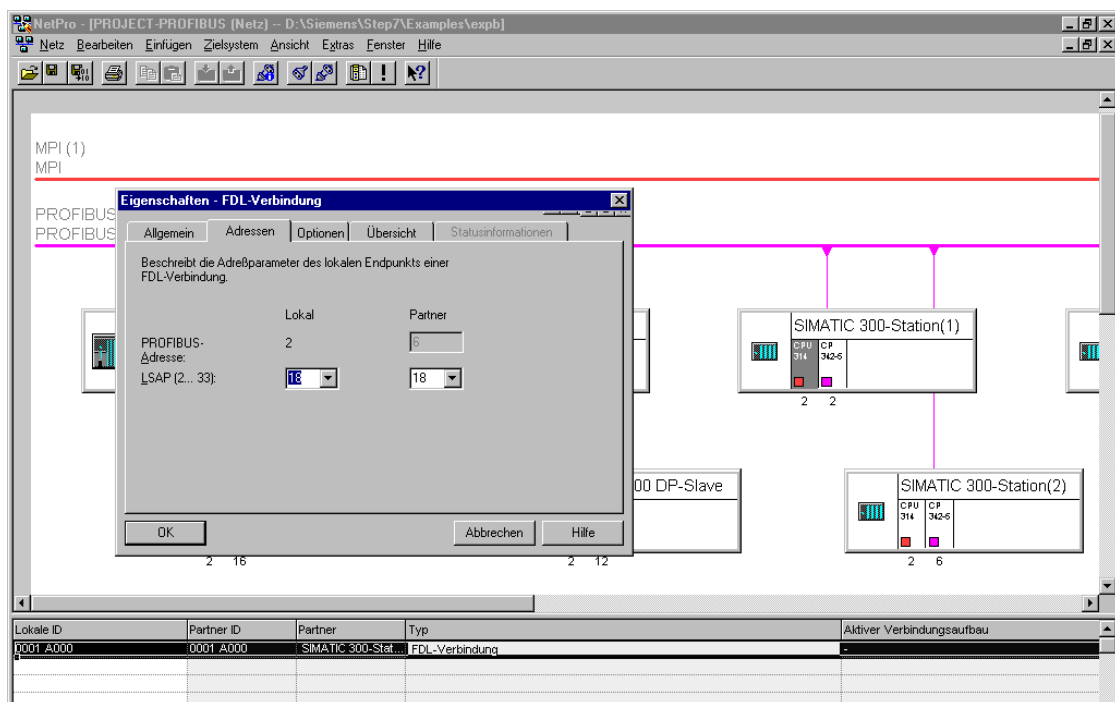 NetPro - [PROJECT-PROFIBUS (Netz) -- D:\Siemens\Step7\Examples\expb]
Netz Bearbeiten Einfügen Zielsystem Ansicht Extras Fenster Hilfe
MPI (1)
MPI
PROFIBUS
PROFIBUS
Eigenschaften - FDL-Verbindung
Allgemein Adressen Optionen Übersicht Statusinformationen
Beschreibt die Adreßparameter des lokalen Endpunkts einer
FDL-Verbindung.
Lokal Partner
PROFIBUS- 2 6
Adresse:
LSAP (2... 33): 18 18
OK Abbrechen Hilfe
SIMATIC 300-Station(1)
CPU CP
314 342-5
2 2
00 DP-Slave
SIMATIC 300-Station(2)
CPU CP
314 342-5
2 16 2 12 2 6
Lokale ID Partner ID Partner Typ Aktiver Verbindungsaufbau
0001 A000 0001 A000 SIMATIC 300-Stat... FDL-Verbindung -